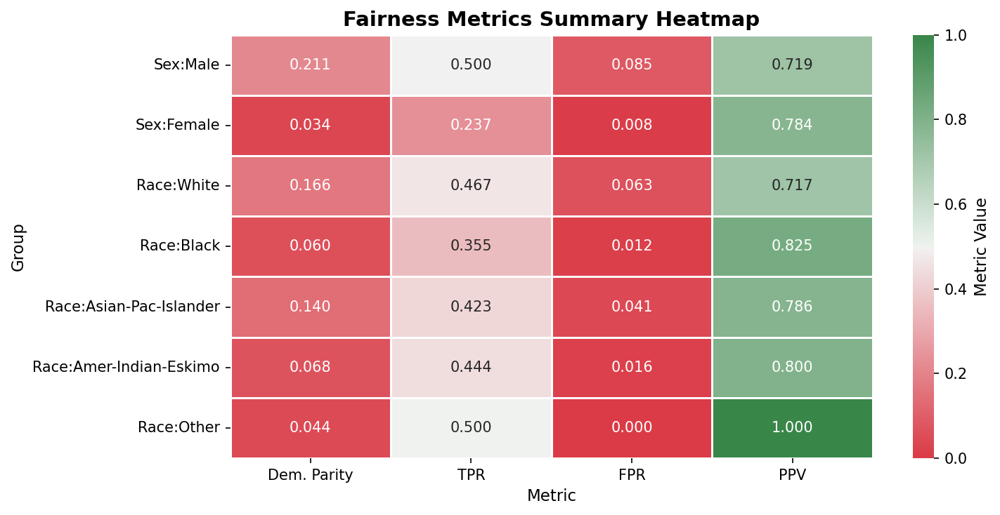 Fairness Metrics Summary Heatmap
Group
Sex:Male 0.211 0.500 0.085 0.719
Sex:Female 0.034 0.237 0.008 0.784
Race:White 0.166 0.467 0.063 0.717
Race:Black 0.060 0.355 0.012 0.825
Race:Asian-Pac-Islander 0.140 0.423 0.041 0.786
Race:Amer-Indian-Eskimo 0.068 0.444 0.016 0.800
Race:Other 0.044 0.500 0.000 1.000
Dem. Parity TPR FPR PPV
Metric
1.0
0.8
0.6
0.4
0.2
0.0
Metric Value